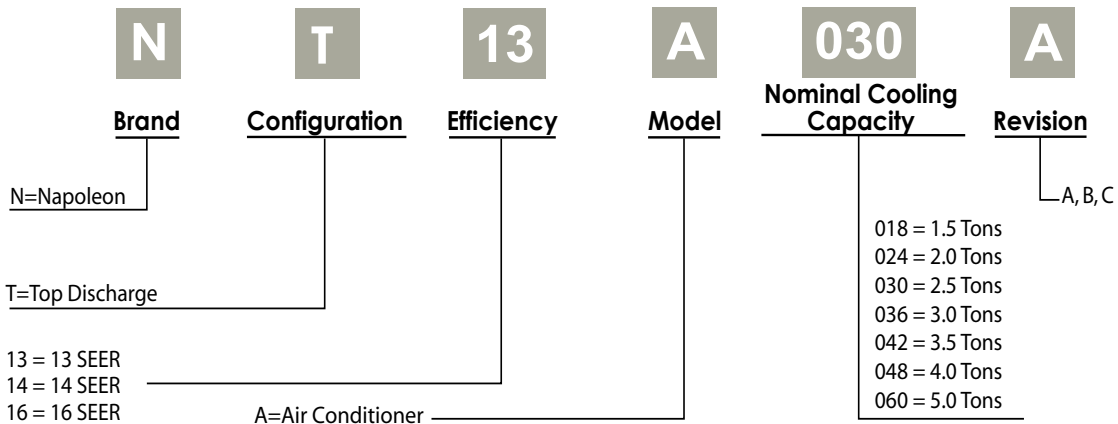 N T 13 A 030 A
Brand Configuration Efficiency Model Nominal Cooling
Capacity Revision
N=Napoleon
A, B, C
T=Top Discharge
018 = 1.5 Tons
024 = 2.0 Tons
030 = 2.5 Tons
036 = 3.0 Tons
042 = 3.5 Tons
048 = 4.0 Tons
060 = 5.0 Tons
13 = 13 SEER
14 = 14 SEER
16 = 16 SEER
A=Air Conditioner